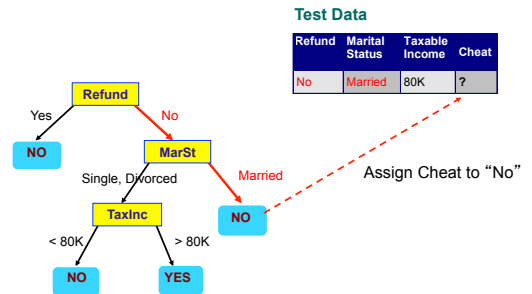 Test Data
Refund Marital Status Taxable Income Cheat
No Married 80K ?
Refund
Yes No
NO
MarSt
Single, Divorced Married
Assign Cheat to “No”
TaxInc
NO
< 80K > 80K
NO YES